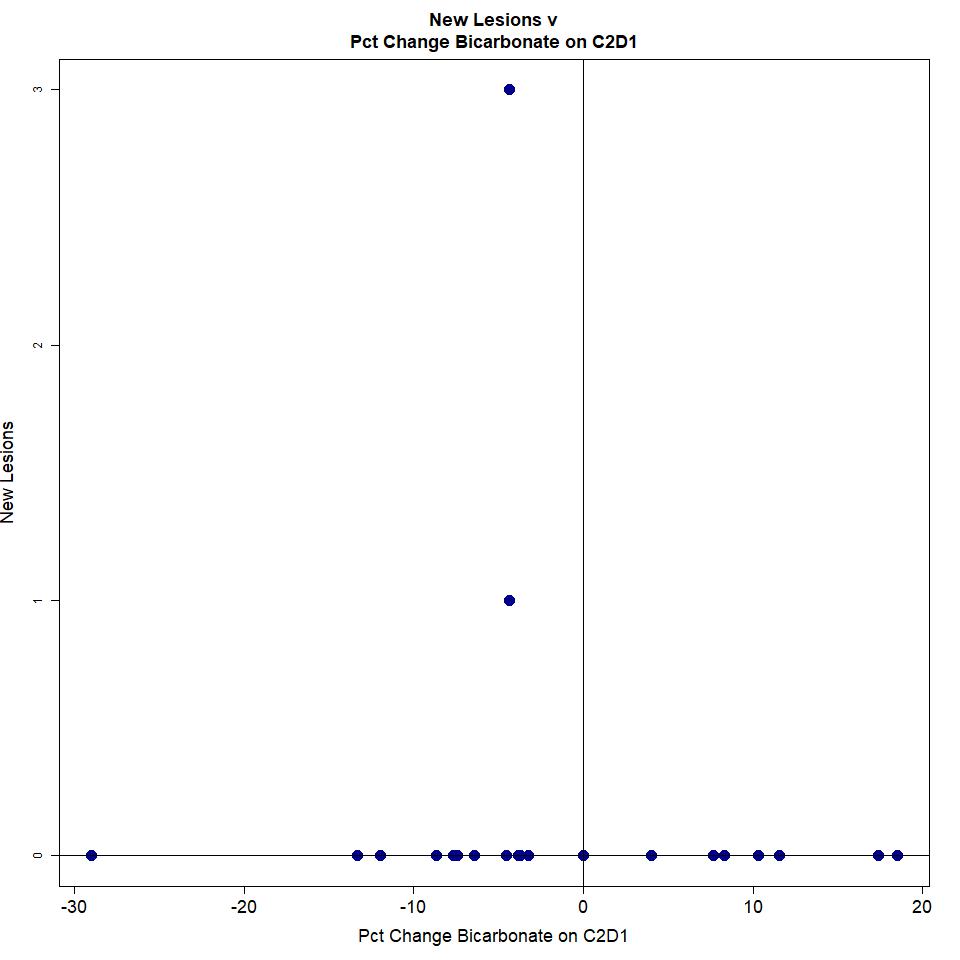 New Lesions v
Pct Change Bicarbonate on C2D1
3
2
1
0
New Lesions
-30 -20 -10 0 10 20
Pct Change Bicarbonate on C2D1